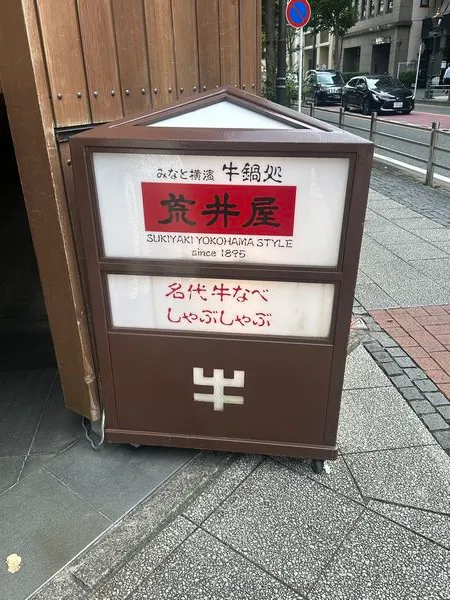 みなと横濱 牛鍋処
荒井屋
SUKIYAKI YOKOHAMA STYLE
since 1895
名代 牛なべ
しゃぶしゃぶ
牛